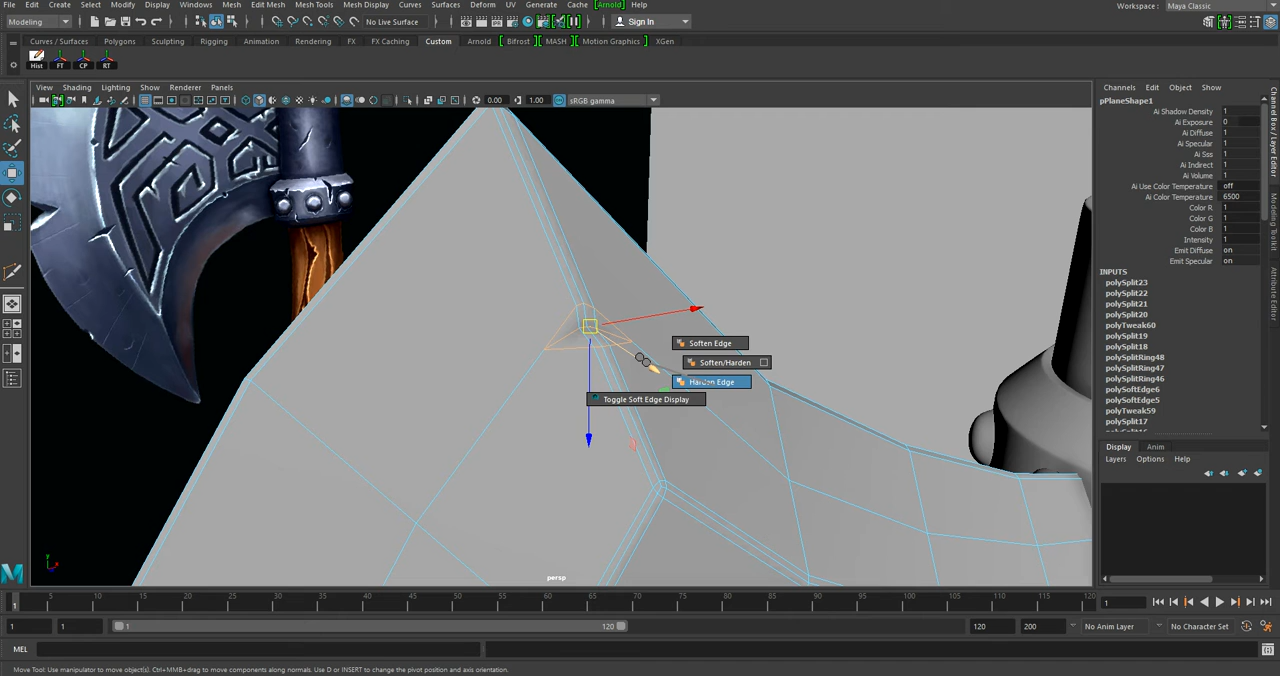 File Edit Create Select Modify Display Windows Mesh Edit Mesh Mesh Tools Mesh Display Curves Surfaces Deform UV Generate Cache [Arnold] Help
Workspace : Maya Classic
Modeling
No Live Surface
Sign In
Curves / Surfaces Polygons Sculpting Rigging Animation Rendering FX FX Caching Custom Arnold Bifrost MASH Motion Graphics XGen
Hist FT CP RT
View Shading Lighting Show Renderer Panels
0.00 1.00 sRGB gamma
Channels Edit Object Show
pPlaneShape1
Ai Shadow Density 1
Ai Exposure 0
Ai Diffuse 1
Ai Specular 1
Ai Sss 1
Ai Indirect 1
Ai Volume 1
Ai Use Color Temperature off
Ai Color Temperature 6500
Color R 1
Color G 1
Color B 1
Intensity 1
Emit Diffuse on
Emit Specular on
INPUTS
polySplit23
polySplit22
polySplit21
polySplit20
polyTweak60
polySplit19
polySplit18
polySplitRing48
polySplitRing47
polySplitRing46
polySoftEdge6
polySoftEdge5
polyTweak59
polySplit17
Soften Edge
Soften/Harden
Harden Edge
Toggle Soft Edge Display
Channel Box / Layer Editor
Modeling Toolkit
Attribute Editor
Display Anim
Layers Options Help
y
persp
1 5 10 15 20 25 30 35 40 45 50 55 60 65 70 75 80 85 90 95 100 105 110 115 120
1
1 1 1 120 120 200 No Anim Layer No Character Set
MEL
Move Tool: Use manipulator to move object(s). Ctrl+MMB+drag to move components along normals. Use D or INSERT to change the pivot position and axis orientation.